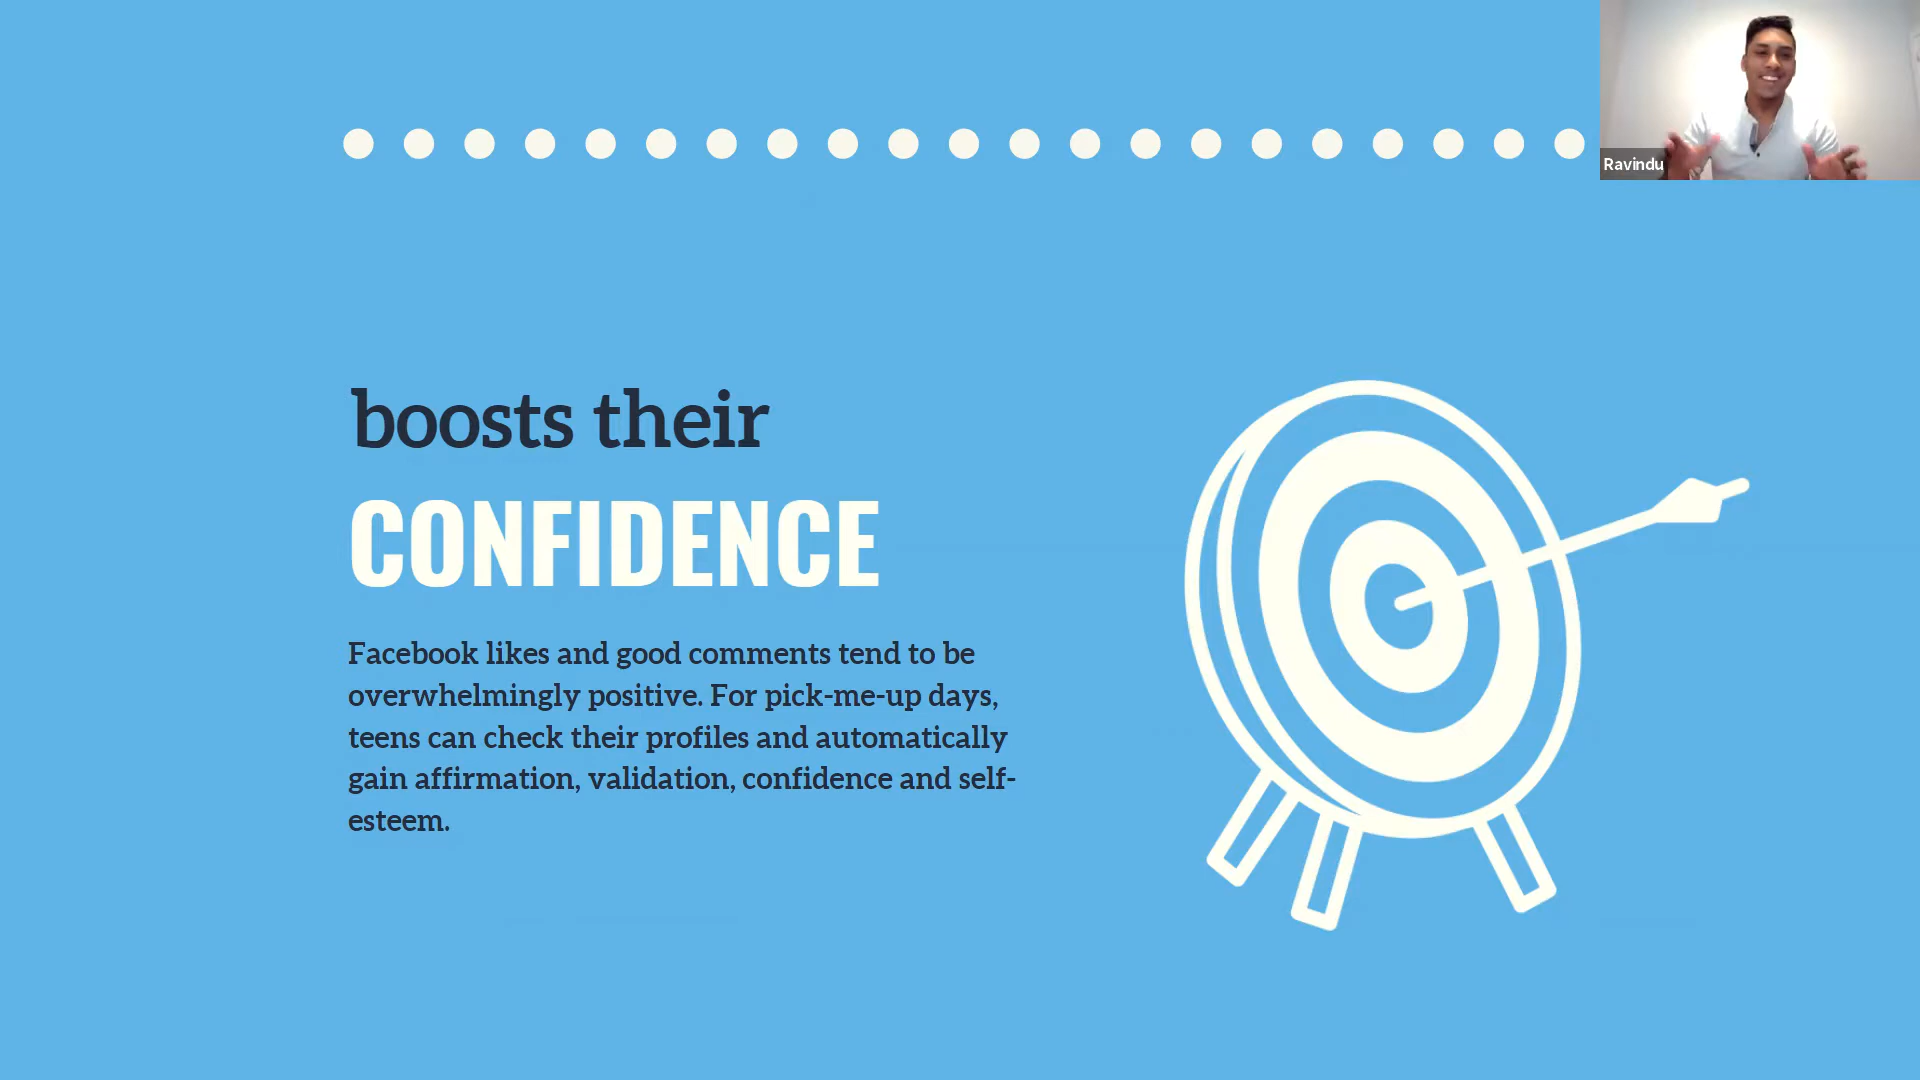 Ravindu
boosts their
CONFIDENCE
Facebook likes and good comments tend to be
overwhelmingly positive. For pick-me-up days,
teens can check their profiles and automatically
gain affirmation, validation, confidence and self-
esteem.